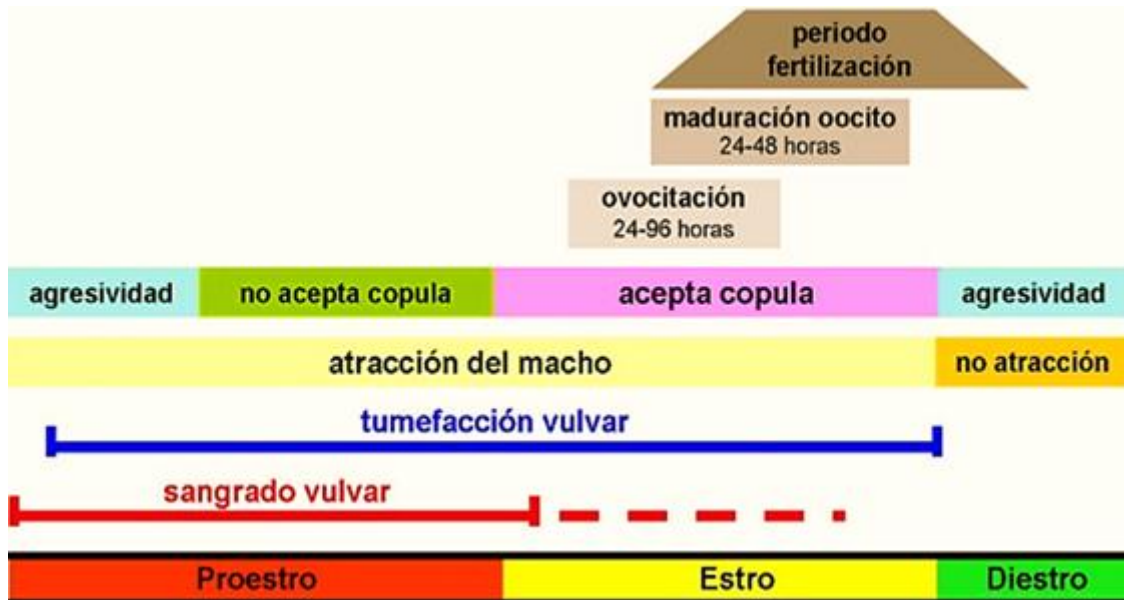 periodo
fertilización
maduración oocito
24-48 horas
ovocitación
24-96 horas
agresividad no acepta copula acepta copula agresividad
atracción del macho no atracción
tumefacción vulvar
sangrado vulvar
Proestro Estro Diestro